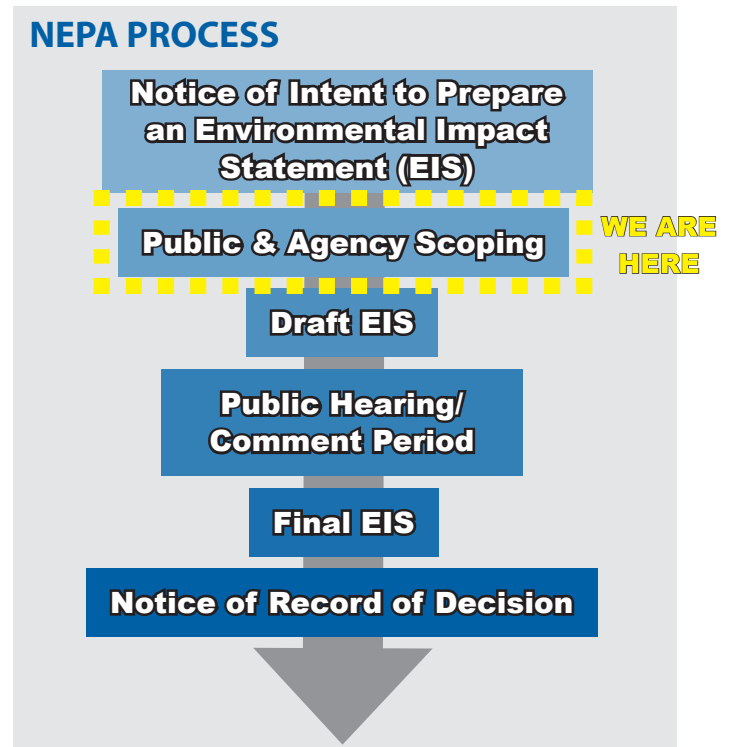 NEPA PROCESS
Notice of Intent to Prepare
an Environmental Impact
Statement (EIS)
Public & Agency Scoping
WE ARE
HERE
Draft EIS
Public Hearing/
Comment Period
Final EIS
Notice of Record of Decision